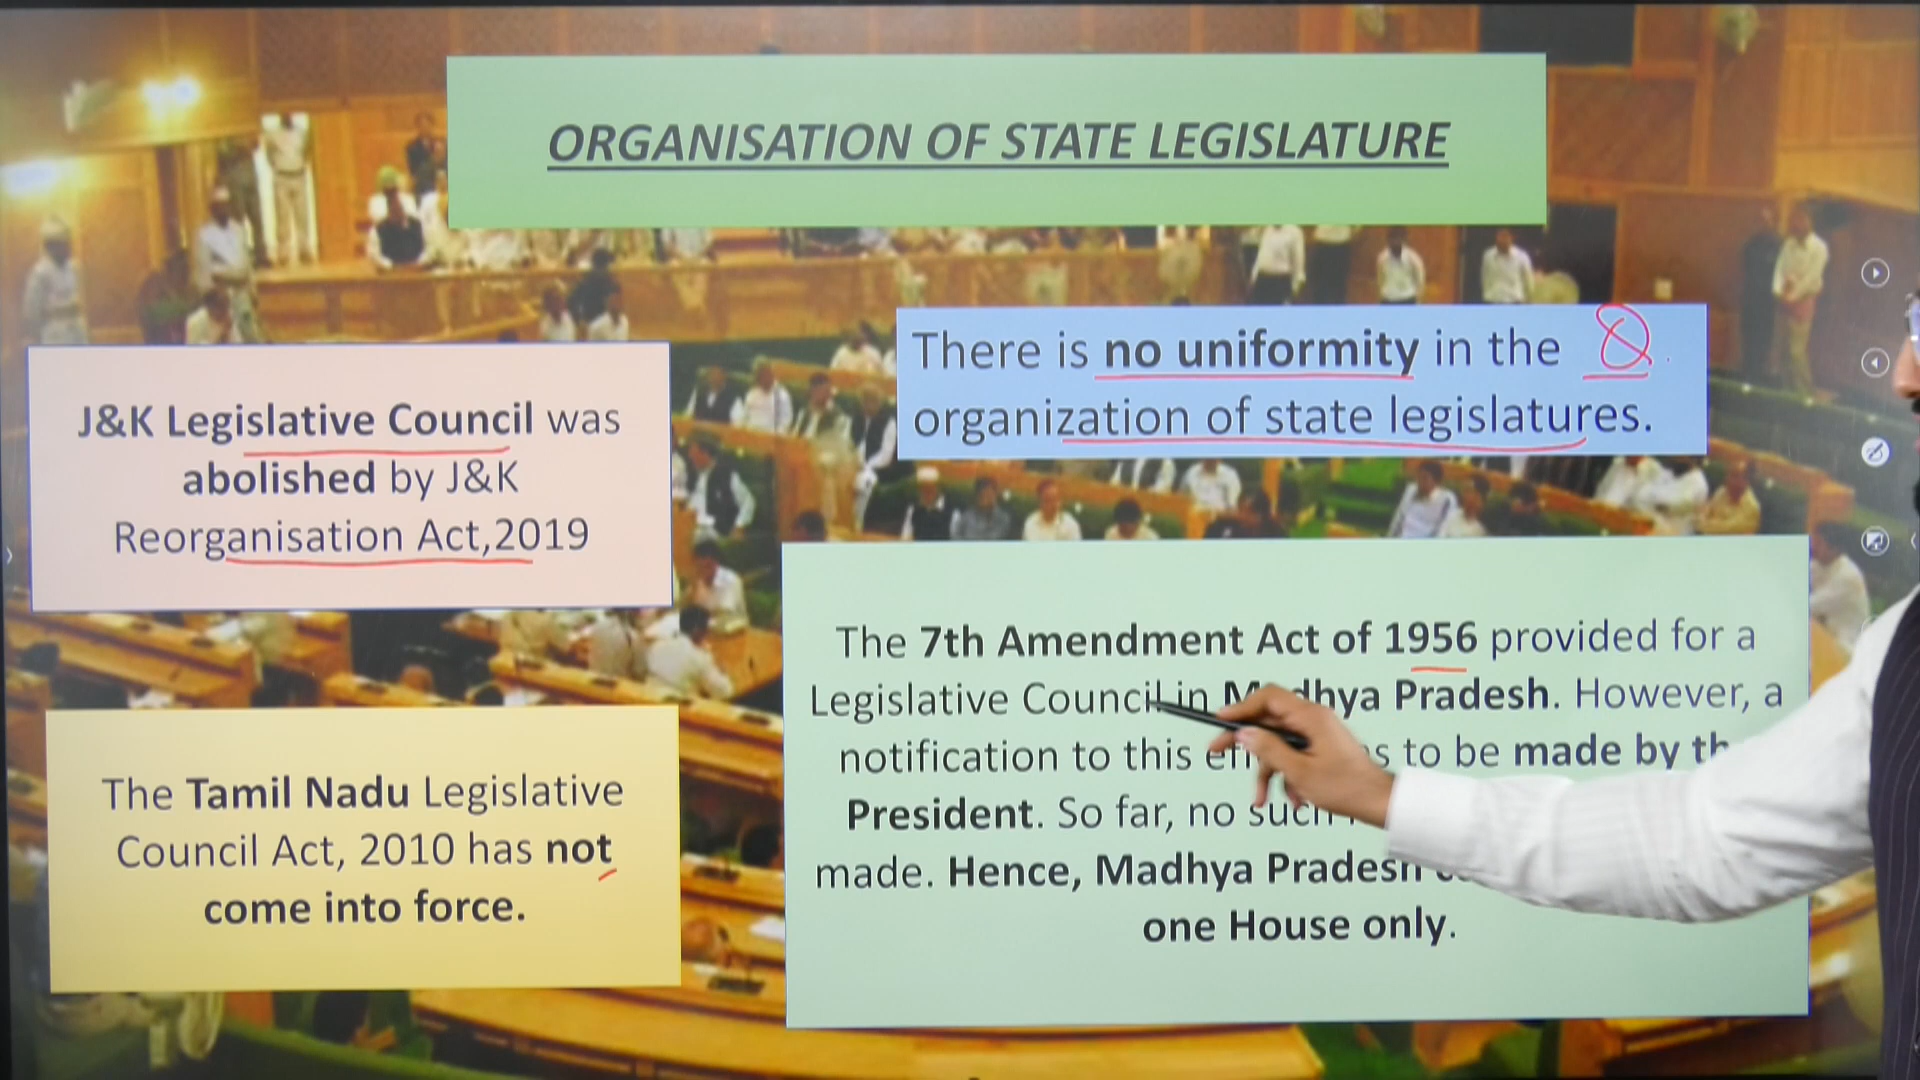 ORGANISATION OF STATE LEGISLATURE
There is no uniformity in the
organization of state legislatures.
J&K Legislative Council was
abolished by J&K
Reorganisation Act,2019
The 7th Amendment Act of 1956 provided for a
Legislative Council in Madhya Pradesh. However, a
notification to this to be made by
President. So far, no such
made. Hence, Madhya Pradesh
one House only.
The Tamil Nadu Legislative
Council Act, 2010 has not
come into force.